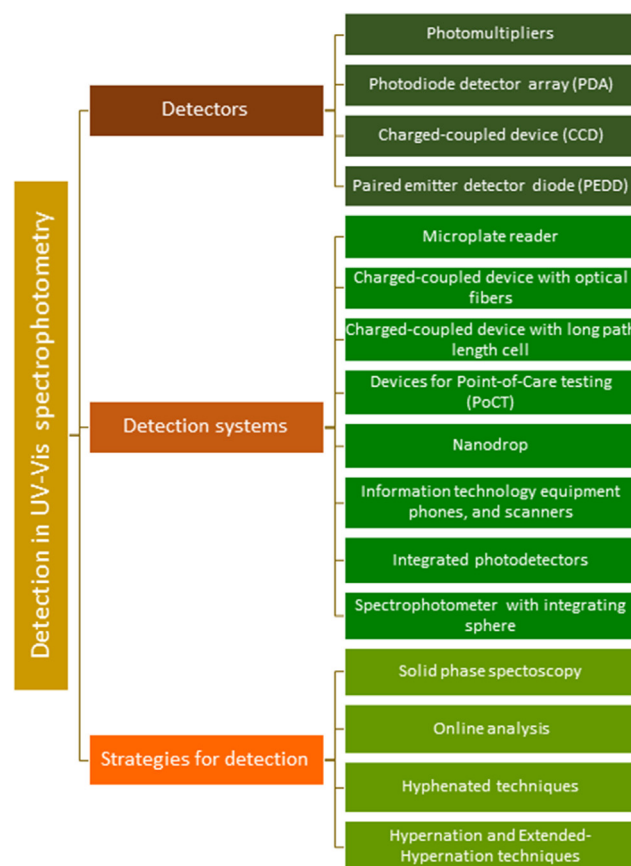 Detection in UV-Vis spectrophotometry
Detectors
Photomultipliers
Photodiode detector array (PDA)
Charged-coupled device (CCD)
Paired emitter detector diode (PEDD)
Detection systems
Microplate reader
Charged-coupled device with optical
fibers
Charged-coupled device with long path
length cell
Devices for Point-of-Care testing
(PoCT)
Nanodrop
Information technology equipment
phones, and scanners
Integrated photodetectors
Spectrophotometer with integrating
sphere
Strategies for detection
Solid phase spectoscopy
Online analysis
Hyphenated techniques
Hypernation and Extended-
Hypernation techniques